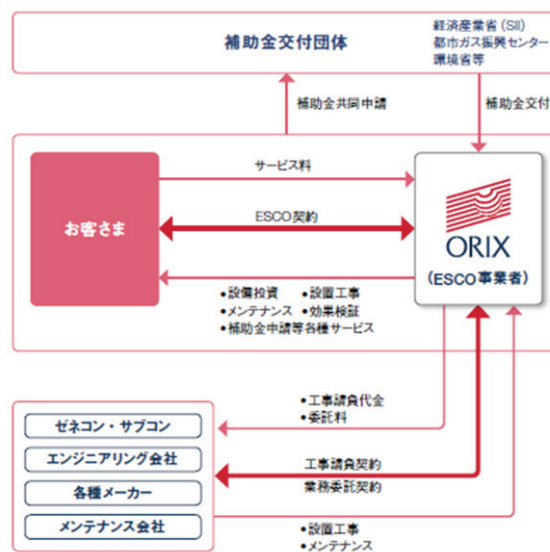 補助金交付団体
経済産業省(SII)
都市ガス振興センター
環境省等
補助金共同申請
補助金交付
サービス料
お客さま
ESCO契約
ORIX
(ESCO事業者)
●設備投資 ●設置工事
●メンテナンス ●効果検証
●補助金申請等各種サービス
●工事請負代金
●委託料
ゼネコン・サブコン
エンジニアリング会社
各種メーカー
メンテナンス会社
工事請負契約
業務委託契約
●設置工事
●メンテナンス